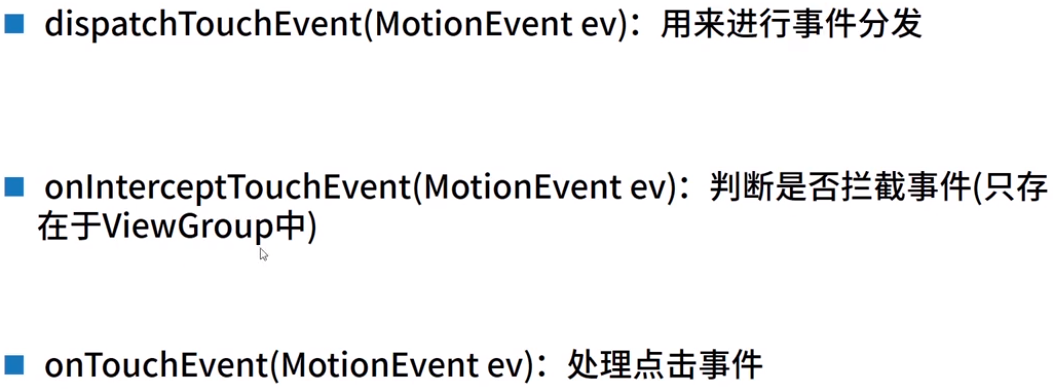 dispatchTouchEvent(MotionEvent ev)：用来进行事件分发
onInterceptTouchEvent(MotionEvent ev)：判断是否拦截事件(只存
在于ViewGroup中)
onTouchEvent(MotionEvent ev)：处理点击事件